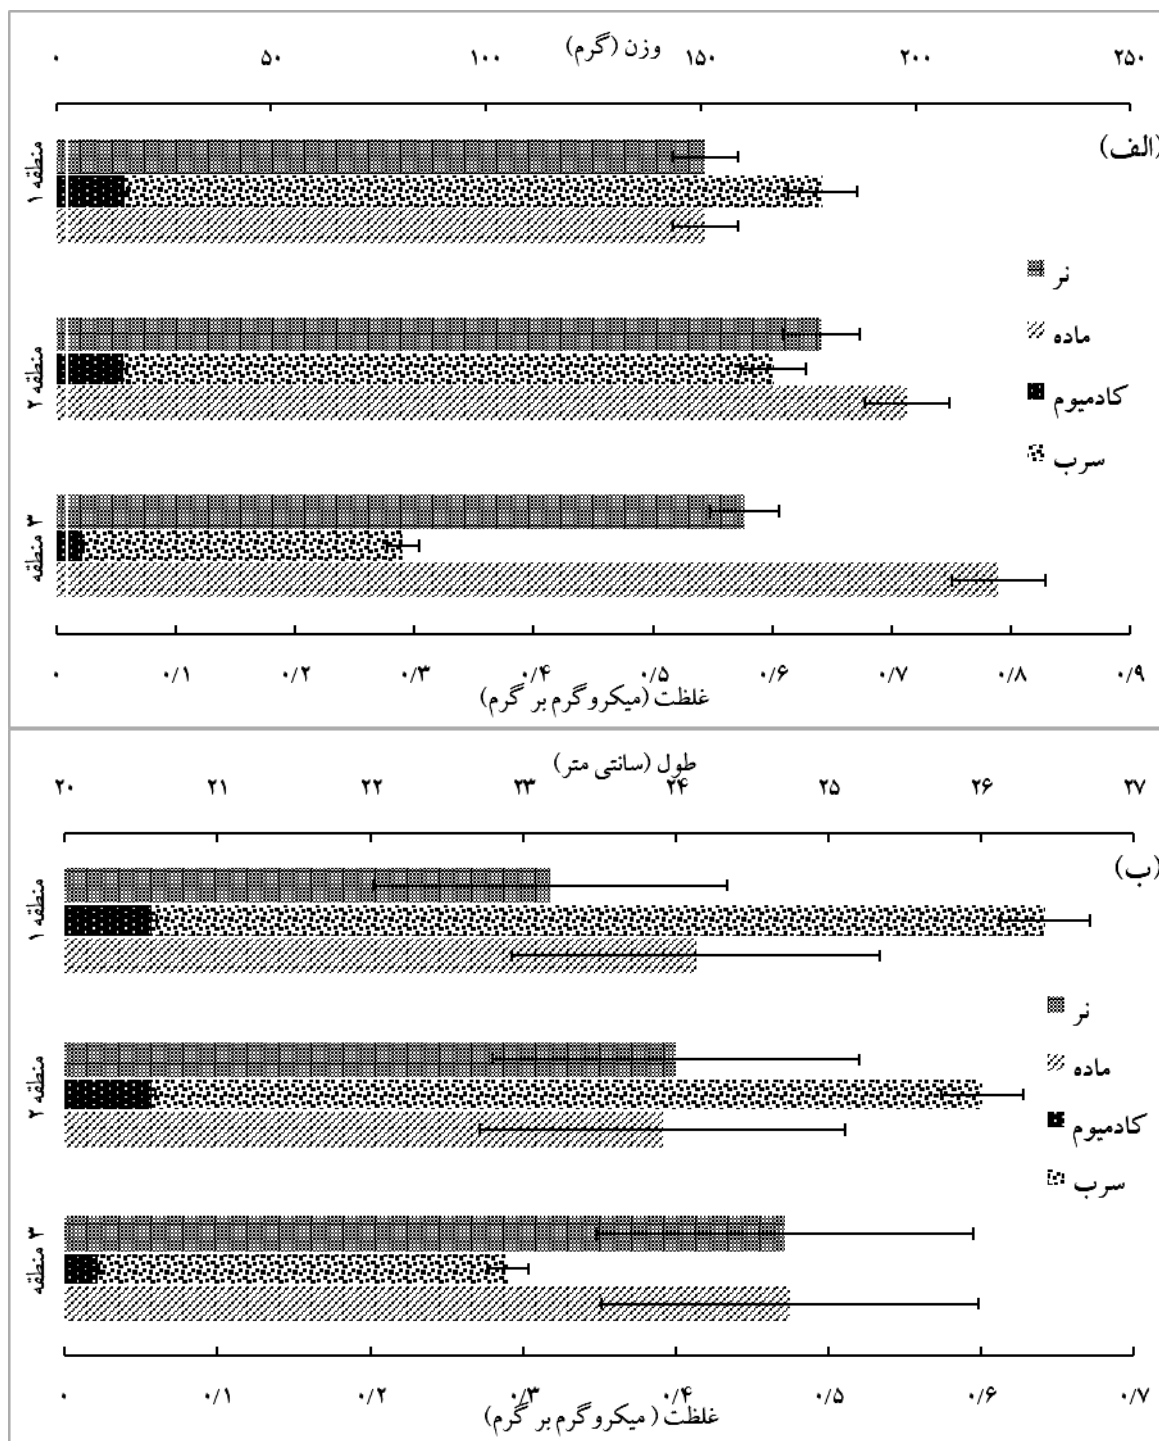 وزن (گرم)
۰ ۵۰ ۱۰۰ ۱۵۰ ۲۰۰ ۲۵۰
(الف)
منطقه ۱
منطقه ۲
منطقه ۳
نر
ماده
کادمیوم
سرب
۰ ۰/۱ ۰/۲ ۰/۳ ۰/۴ ۰/۵ ۰/۶ ۰/۷ ۰/۸ ۰/۹
غلظت (میکروگرم بر گرم)
طول (سانتی متر)
۲۰ ۲۱ ۲۲ ۲۳ ۲۴ ۲۵ ۲۶ ۲۷
(ب)
منطقه ۱
منطقه ۲
منطقه ۳
نر
ماده
کادمیوم
سرب
۰ ۰/۱ ۰/۲ ۰/۳ ۰/۴ ۰/۵ ۰/۶ ۰/۷
غلظت ( میکروگرم بر گرم)